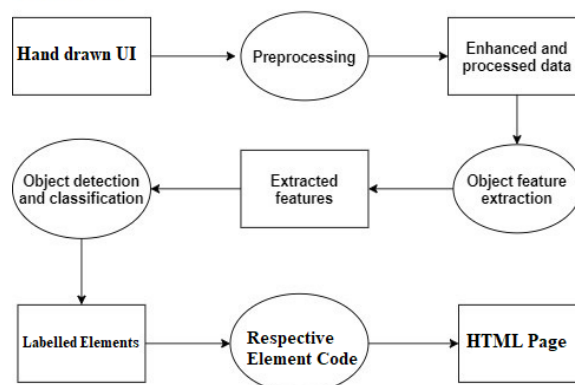 Hand drawn UI
Preprocessing
Enhanced and
processed data
Object feature
extraction
Extracted
features
Object detection
and classification
Labelled Elements
Respective
Element Code
HTML Page